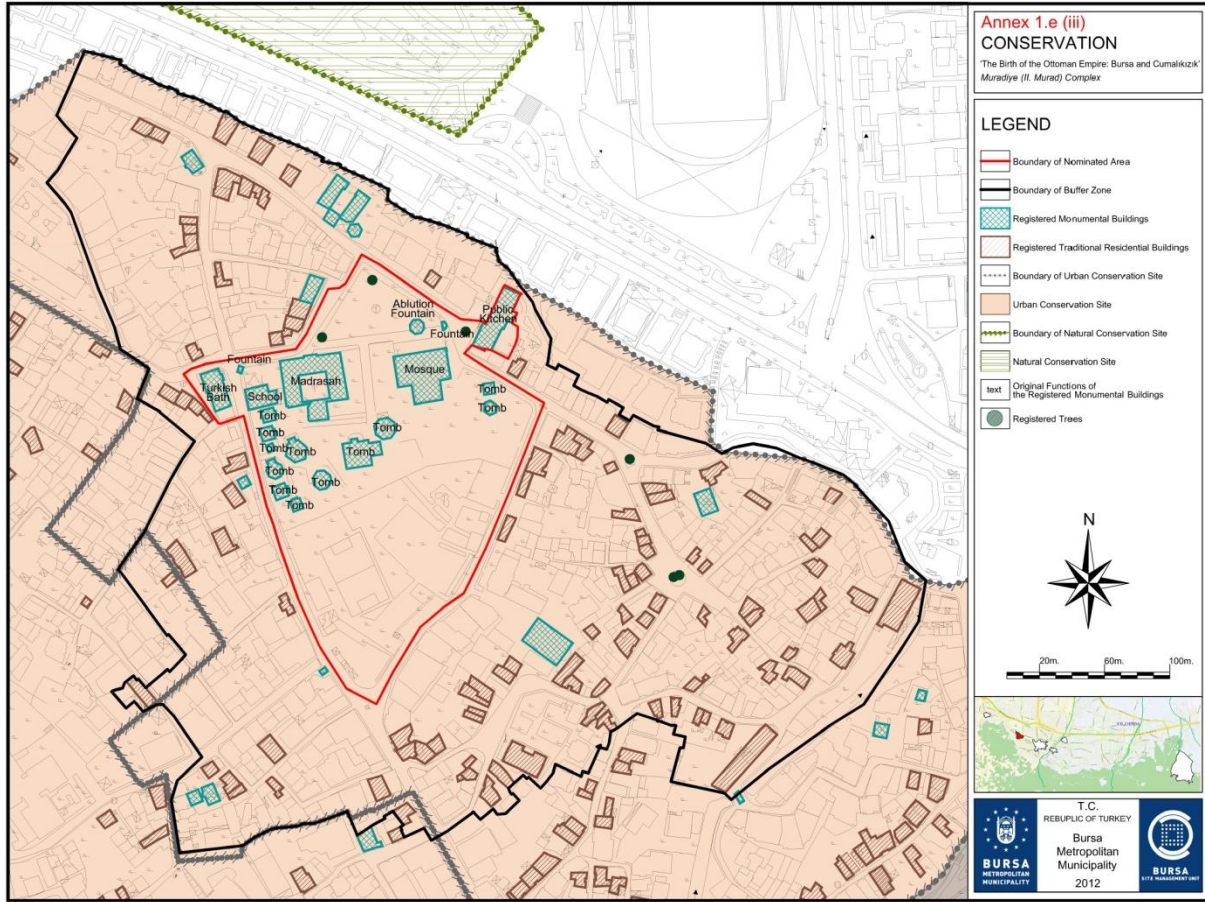 Annex 1.e (iii)
CONSERVATION
'The Birth of the Ottoman Empire: Bursa and Cumalıkızık'
Muradiye (II. Murad) Complex
LEGEND
Boundary of Nominated Area
Boundary of Buffer Zone
Registered Monumental Buildings
Registered Traditional Residential Buildings
Boundary of Urban Conservation Site
Urban Conservation Site
Boundary of Natural Conservation Site
Natural Conservation Site
text
Original Functions of
the Registered Monumental Buildings
Registered Trees
N
20m.
60m.
100m.
T.C.
REBUPLIC OF TURKEY
Bursa
Metropolitan
Municipality
2012
BURSA
METROPOLITAN
MUNICIPALITY
BURSA
SITE MANAGEMENT UNIT
Ablution
Fountain
Fountain
Public
Kitchen
Fountain
Turkish
Bath
School
Madrasah
Mosque
Tomb
Tomb
Tomb
Tomb
Tomb
Tomb
Tomb
Tomb
Tomb
Tomb
Tomb
Tomb